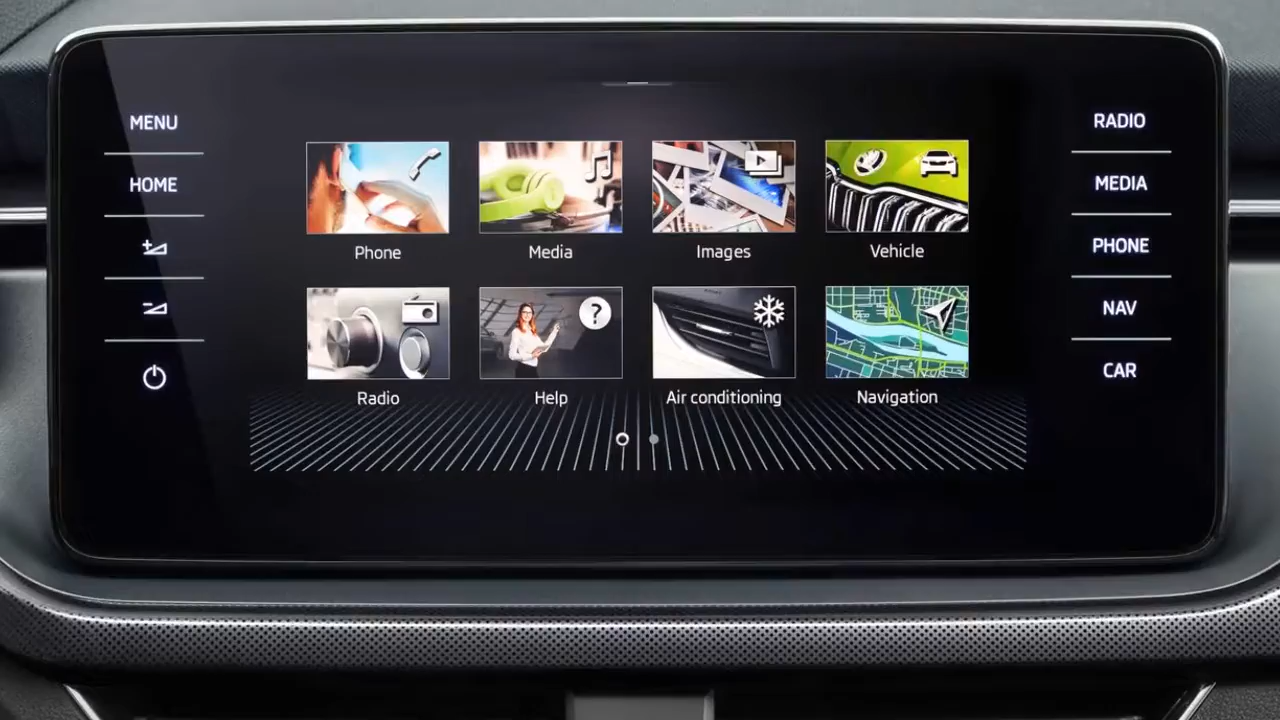 MENU
HOME
RADIO
MEDIA
PHONE
NAV
CAR
Phone
Media
Images
Vehicle
Radio
Help
?
Air conditioning
Navigation